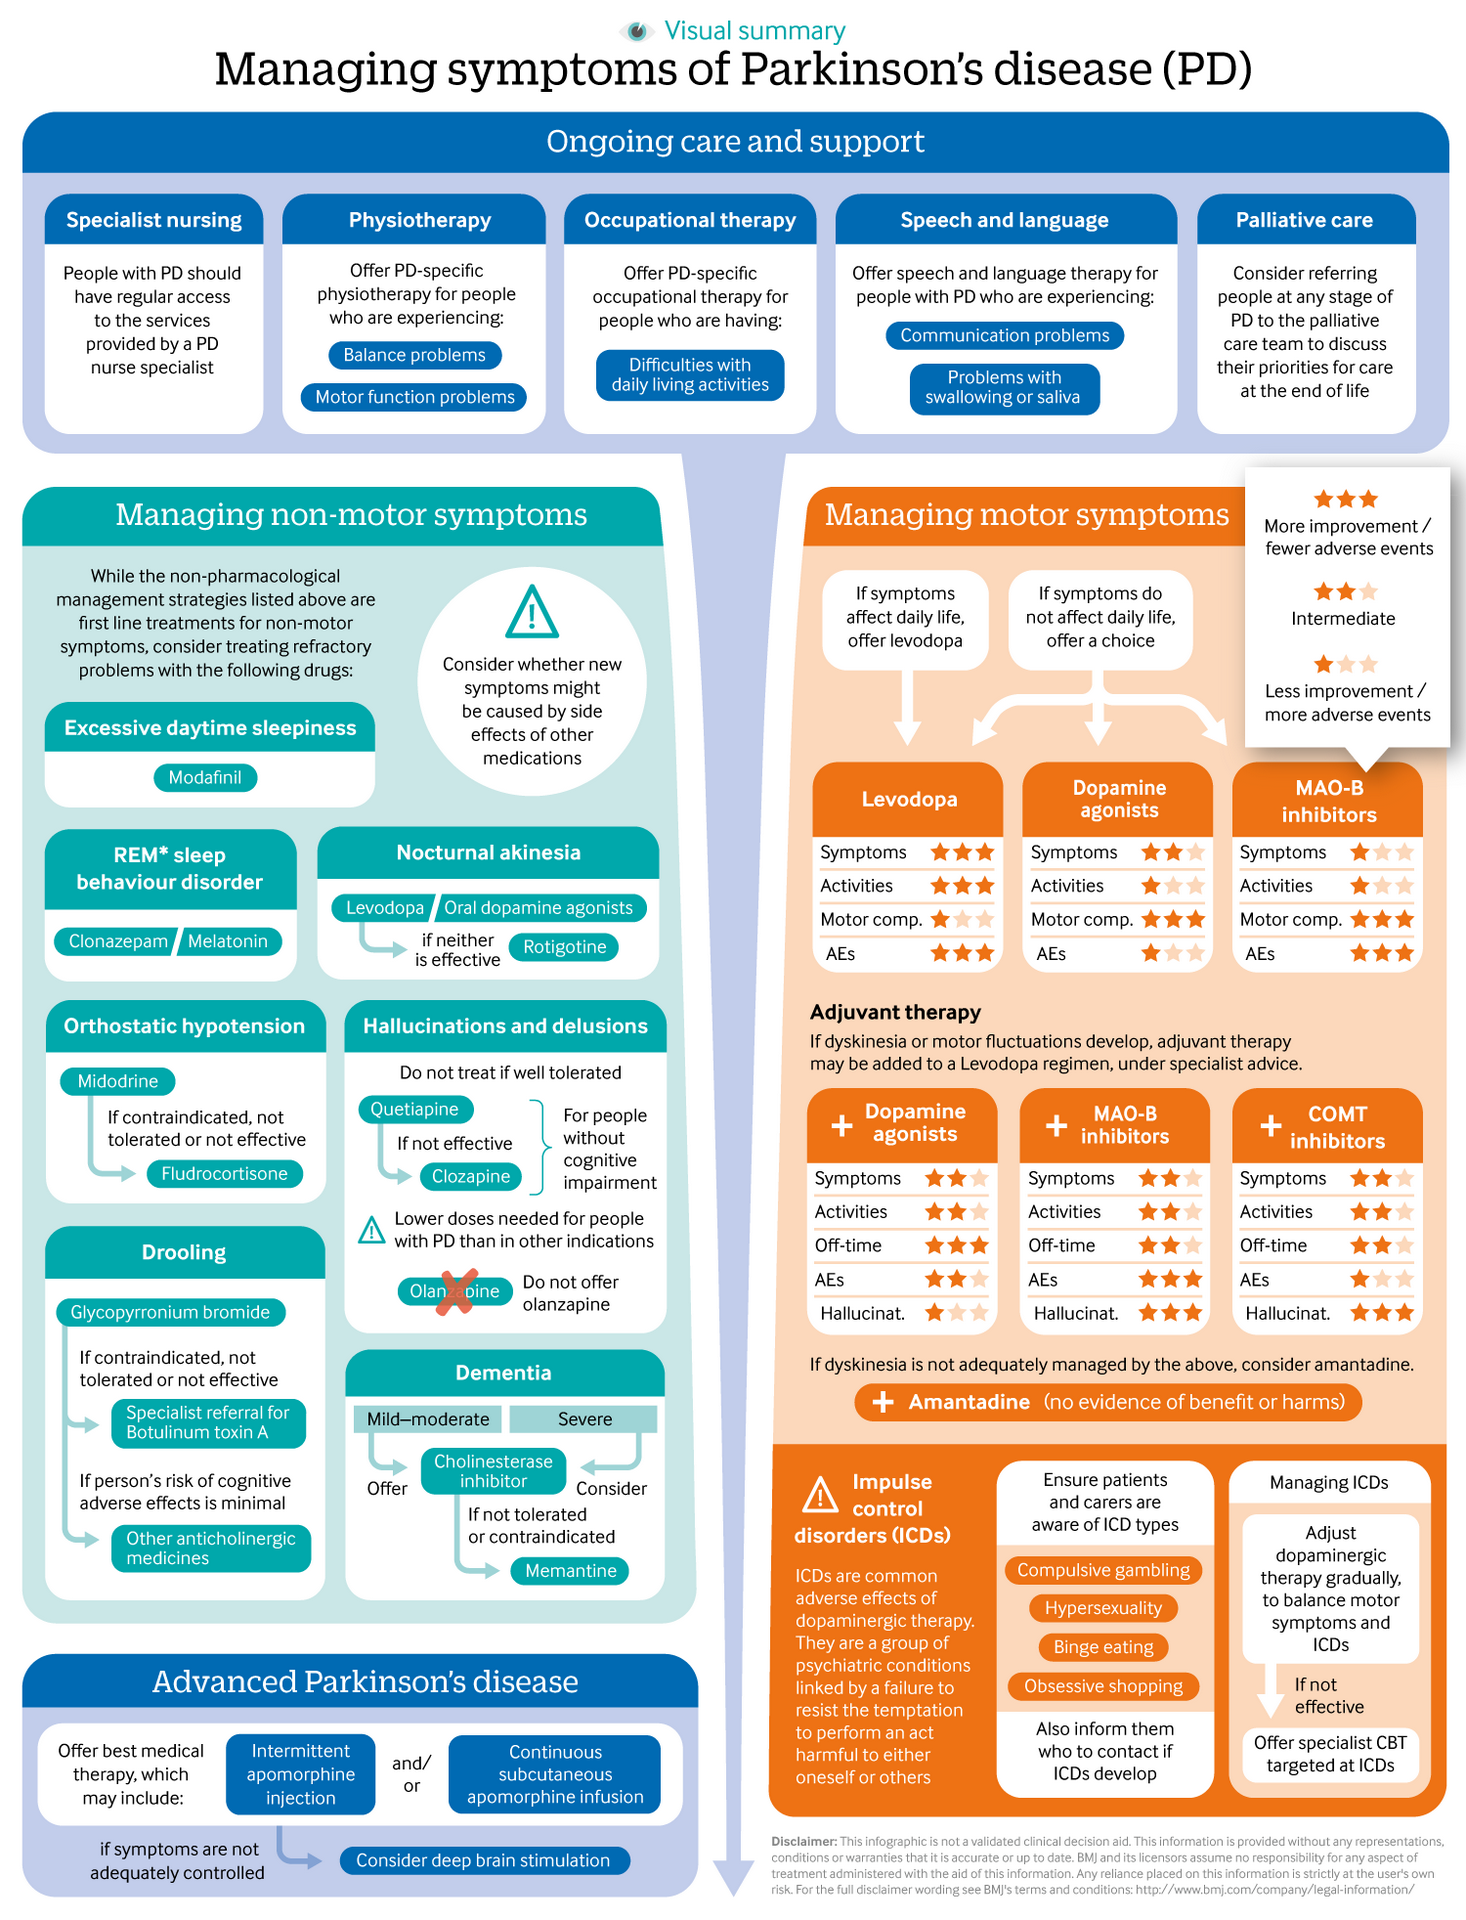 Visual summary
Managing symptoms of Parkinson's disease (PD)
Ongoing care and support
Specialist nursing
People with PD should
have regular access
to the services
provided by a PD
nurse specialist
Physiotherapy
Offer PD-specific
physiotherapy for people
who are experiencing:
Balance problems
Motor function problems
Occupational therapy
Offer PD-specific
occupational therapy for
people who are having:
Difficulties with
daily living activities
Speech and language
Offer speech and language therapy for
people with PD who are experiencing:
Communication problems
Problems with
swallowing or saliva
Palliative care
Consider referring
people at any stage of
PD to the palliative
care team to discuss
their priorities for care
at the end of life
Managing non-motor symptoms
While the non-pharmacological
management strategies listed above are
first line treatments for non-motor
symptoms, consider treating refractory
problems with the following drugs:
Consider whether new
symptoms might
be caused by side
effects of other
medications
Excessive daytime sleepiness
Modafinil
REM* sleep
behaviour disorder
Clonazepam / Melatonin
Nocturnal akinesia
Levodopa / Oral dopamine agonists
if neither
is effective
Rotigotine
Orthostatic hypotension
Midodrine
If contraindicated, not
tolerated or not effective
Fludrocortisone
Hallucinations and delusions
Do not treat if well tolerated
Quetiapine
If not effective
Clozapine
For people
without
cognitive
impairment
Lower doses needed for people
with PD than in other indications
Olanzapine
Do not offer
olanzapine
Drooling
Glycopyrronium bromide
If contraindicated, not
tolerated or not effective
Specialist referral for
Botulinum toxin A
If person's risk of cognitive
adverse effects is minimal
Other anticholinergic
medicines
Dementia
Mild–moderate
Severe
Offer
Cholinesterase
inhibitor
Consider
If not tolerated
or contraindicated
Memantine
Managing motor symptoms
More improvement /
fewer adverse events
Intermediate
Less improvement /
more adverse events
If symptoms
affect daily life,
offer levodopa
If symptoms do
not affect daily life,
offer a choice
Levodopa
Symptoms
Activities
Motor comp.
AEs
Dopamine
agonists
Symptoms
Activities
Motor comp.
AEs
MAO-B
inhibitors
Symptoms
Activities
Motor comp.
AEs
Adjuvant therapy
If dyskinesia or motor fluctuations develop, adjuvant therapy
may be added to a Levodopa regimen, under specialist advice.
+ Dopamine
agonists
Symptoms
Activities
Off-time
AEs
Hallucinat.
+ MAO-B
inhibitors
Symptoms
Activities
Off-time
AEs
Hallucinat.
+ COMT
inhibitors
Symptoms
Activities
Off-time
AEs
Hallucinat.
If dyskinesia is not adequately managed by the above, consider amantadine.
+ Amantadine (no evidence of benefit or harms)
Impulse
control
disorders (ICDs)
ICDs are common
adverse effects of
dopaminergic therapy.
They are a group of
psychiatric conditions
linked by a failure to
resist the temptation
to perform an act
harmful to either
oneself or others
Ensure patients
and carers are
aware of ICD types
Compulsive gambling
Hypersexuality
Binge eating
Obsessive shopping
Also inform them
who to contact if
ICDs develop
Managing ICDs
Adjust
dopaminergic
therapy gradually,
to balance motor
symptoms and
ICDs
If not
effective
Offer specialist CBT
targeted at ICDs
Advanced Parkinson's disease
Offer best medical
therapy, which
may include:
Intermittent
apomorphine
injection
and/
or
Continuous
subcutaneous
apomorphine infusion
if symptoms are not
adequately controlled
Consider deep brain stimulation
Disclaimer: This infographic is not a validated clinical decision aid. This information is provided without any representations,
conditions or warranties that it is accurate or up to date. BMJ and its licensors assume no responsibility for any aspect of
treatment administered with the aid of this information. Any reliance placed on this information is strictly at the user's own
risk. For the full disclaimer wording see BMJ's terms and conditions: http://www.bmj.com/company/legal-information/